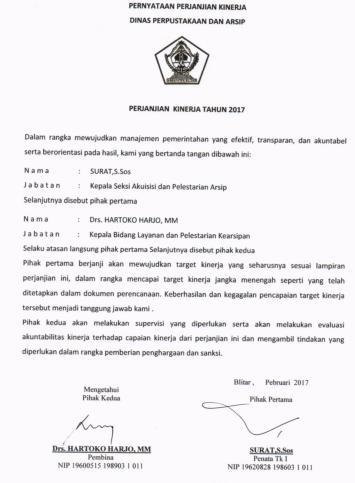 PERNYATAAN PERJANJIAN KINERJA
DINAS PERPUSTAKAAN DAN ARSIP
PERJANJIAN KINERJA TAHUN 2017
Dalam rangka mewujudkan manajemen pemerintahan yang efektif, transparan, dan akuntabel
serta berorientasi pada hasil, kami yang bertanda tangan dibawah ini:
N a m a : SURAT,S.Sos
J a b a t a n : Kepala Seksi Akuisisi dan Pelestarian Arsip
Selanjutnya disebut pihak pertama
N a m a : Drs. HARTOKO HARJO, MM
J a b a t a n : Kepala Bidang Layanan dan Pelestarian Kearsipan
Selaku atasan langsung pihak pertama Selanjutnya disebut pihak kedua
Pihak pertama berjanji akan mewujudkan target kinerja yang seharusnya sesuai lampiran
perjanjian ini, dalam rangka mencapai target kinerja jangka menengah seperti yang telah
ditetapkan dalam dokumen perencanaan. Keberhasilan dan kegagalan pencapaian target kinerja
tersebut menjadi tanggung jawab kami .
Pihak kedua akan melakukan supervisi yang diperlukan serta akan melakukan evaluasi
akuntabilitas kinerja terhadap capaian kinerja dari perjanjian ini dan mengambil tindakan yang
diperlukan dalam rangka pemberian penghargaan dan sanksi.
Blitar , Pebruari 2017
Mengetahui
Pihak Kedua
Pihak Pertama
Drs. HARTOKO HARJO, MM
Pembina
NIP 19600515 198903 1 011
SURAT,S.Sos
Penata Tk I
NIP 19620828 198603 1 011